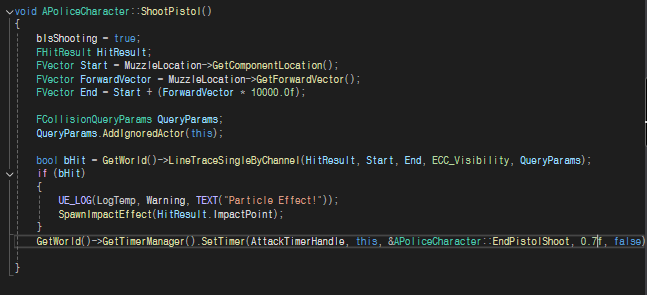 void APoliceCharacter::ShootPistol()
{
bIsShooting = true;
FHitResult HitResult;
FVector Start = MuzzleLocation->GetComponentLocation();
FVector ForwardVector = MuzzleLocation->GetForwardVector();
FVector End = Start + (ForwardVector * 10000.0f);
FCollisionQueryParams QueryParams;
QueryParams.AddIgnoredActor(this);
bool bHit = GetWorld()->LineTraceSingleByChannel(HitResult, Start, End, ECC_Visibility, QueryParams);
if (bHit)
{
UE_LOG(LogTemp, Warning, TEXT("Particle Effect!"));
SpawnImpactEffect(HitResult.ImpactPoint);
}
GetWorld()->GetTimerManager().SetTimer(AttackTimerHandle, this, &APoliceCharacter::EndPistolShoot, 0.7f, false)
}